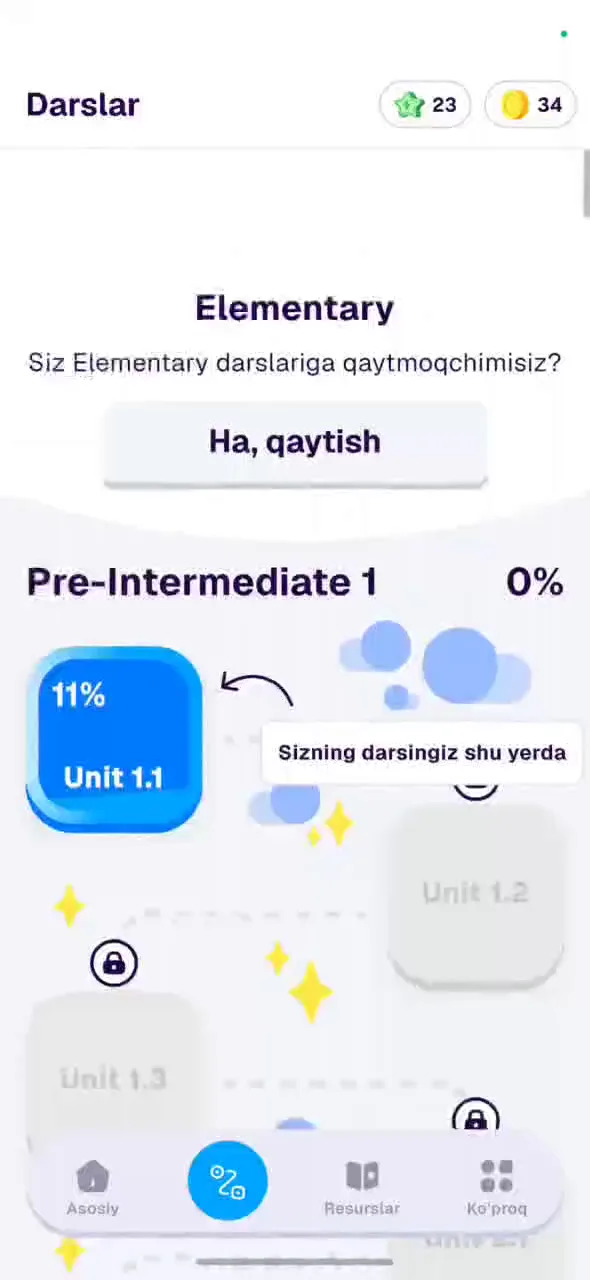 Darslar
23
34
Elementary
Siz Elementary darslariga qaytmoqchimisiz?
Ha, qaytish
Pre-Intermediate 1
0%
11%
Unit 1.1
Sizning darsingiz shu yerda
Unit 1.2
Unit 1.3
Asosiy
Resurslar
Ko'proq